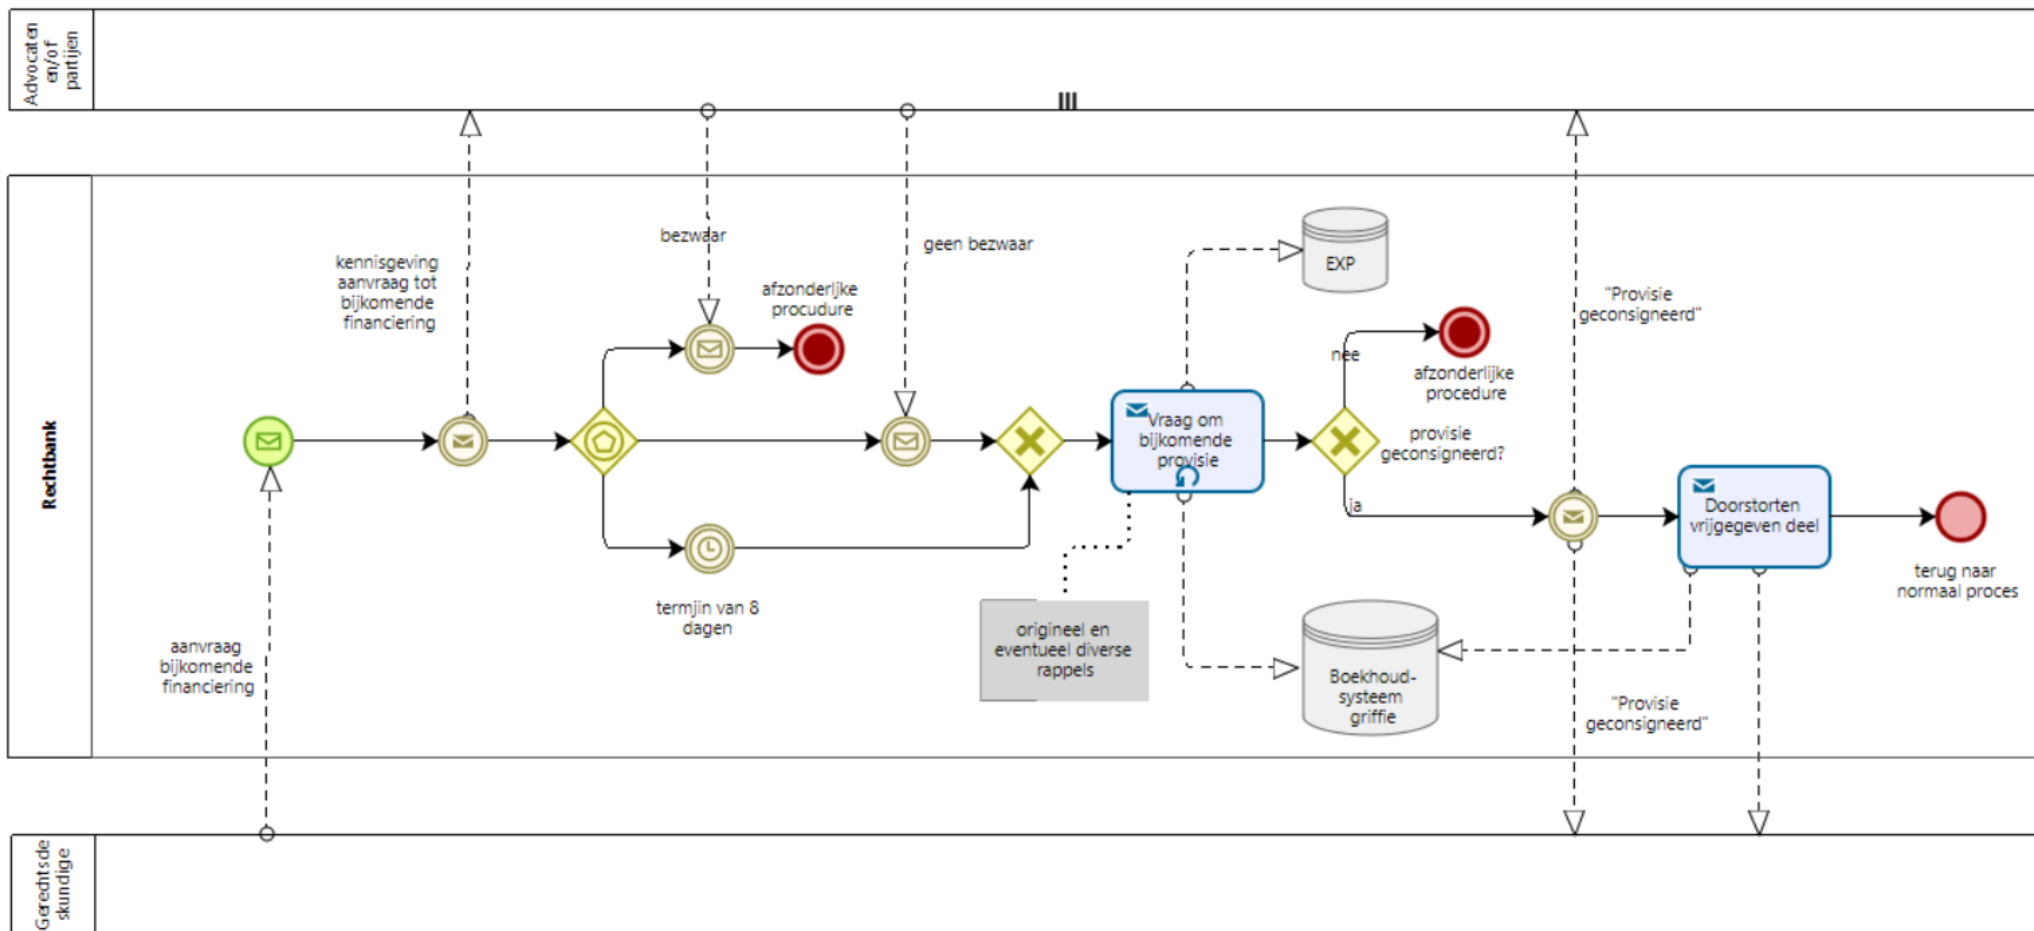 Advocaten
en/of
partijen
Rechtbank
Gerechtsde
skundige
aanvraag
bijkomende
financiering
kennisgeving
aanvraag tot
bijkomende
financiering
bezwaar
afzonderljke
procudure
geen bezwaar
termjin van 8
dagen
Vraag om
bijkomende
provisie
origineel en
eventueel diverse
rappels
EXP
Boekhoud-
systeem
griffie
nee
afzonderlijke
procedure
provisie
geconsigneerd?
ja
"Provisie
geconsigneerd"
"Provisie
geconsigneerd"
Doorstorten
vrijgegeven deel
terug naar
normaal proces